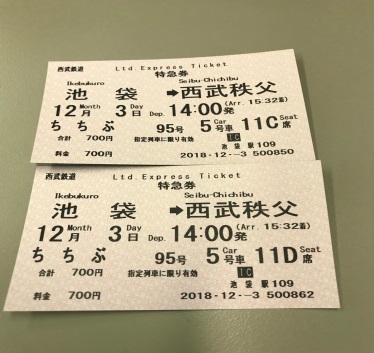 西武鉄道 Ltd. Express Ticket
特急券
Ikebukuro Seibu-Chichibu
池袋➡西武秩父
12月 Month 3日 Day Dep. 14:00発 (Arr. 15:32着)
ちちぶ 95号 5号車 Car 11C席 Seat
合計 700円 指定列車に限り有効 IC
池袋駅109
料金 700円 2018-12.--3 500850
西武鉄道 Ltd. Express Ticket
特急券
Ikebukuro Seibu-Chichibu
池袋➡西武秩父
12月 Month 3日 Day Dep. 14:00発 (Arr. 15:32着)
ちちぶ 95号 5号車 Car 11D席 Seat
合計 700円 指定列車に限り有効 IC
池袋駅109
料金 700円 2018-12.--3 500862